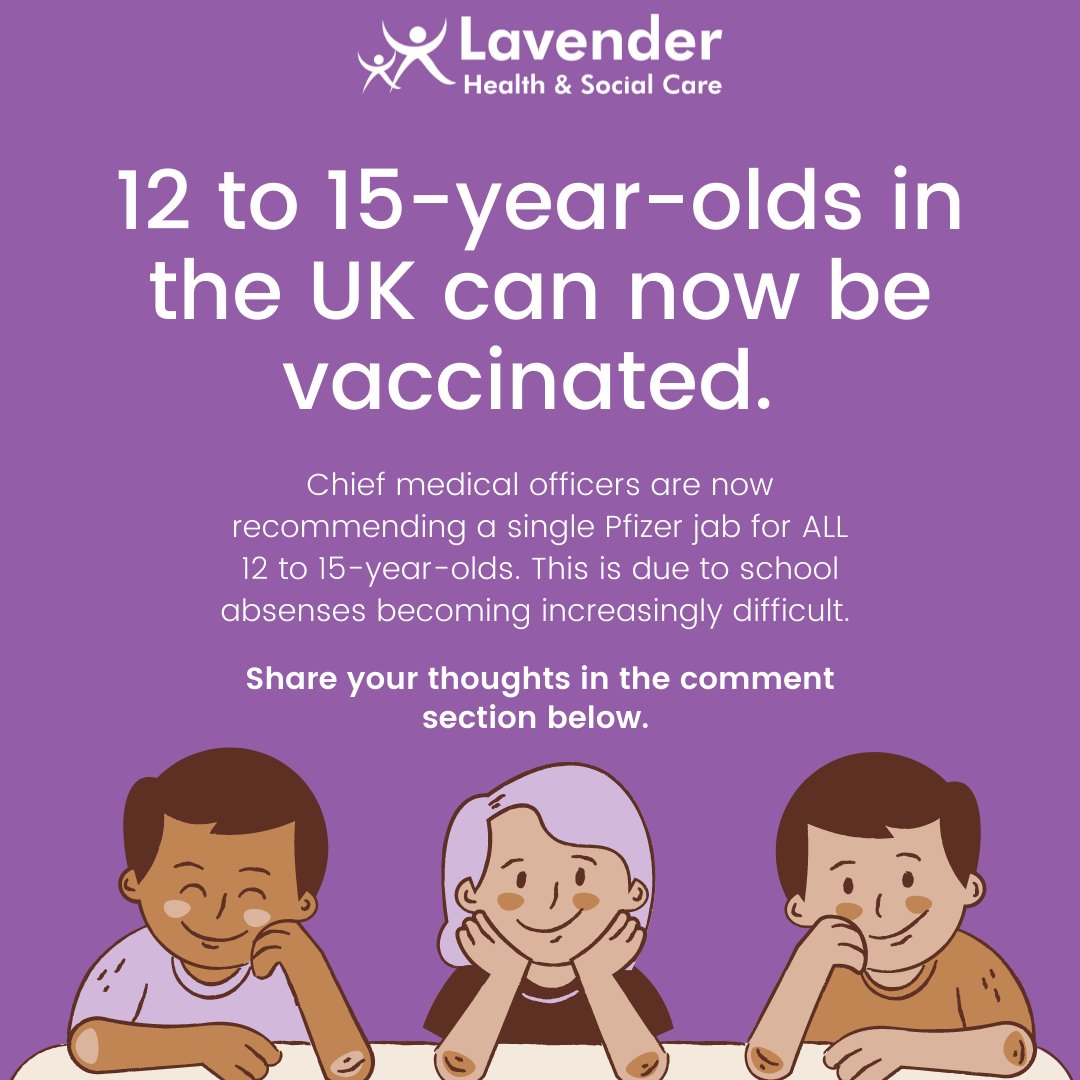 Lavender
Health & Social Care
12 to 15-year-olds in
the UK can now be
vaccinated.
Chief medical officers are now
recommending a single Pfizer jab for ALL
12 to 15-year-olds. This is due to school
absenses becoming increasingly difficult.
Share your thoughts in the comment
section below.